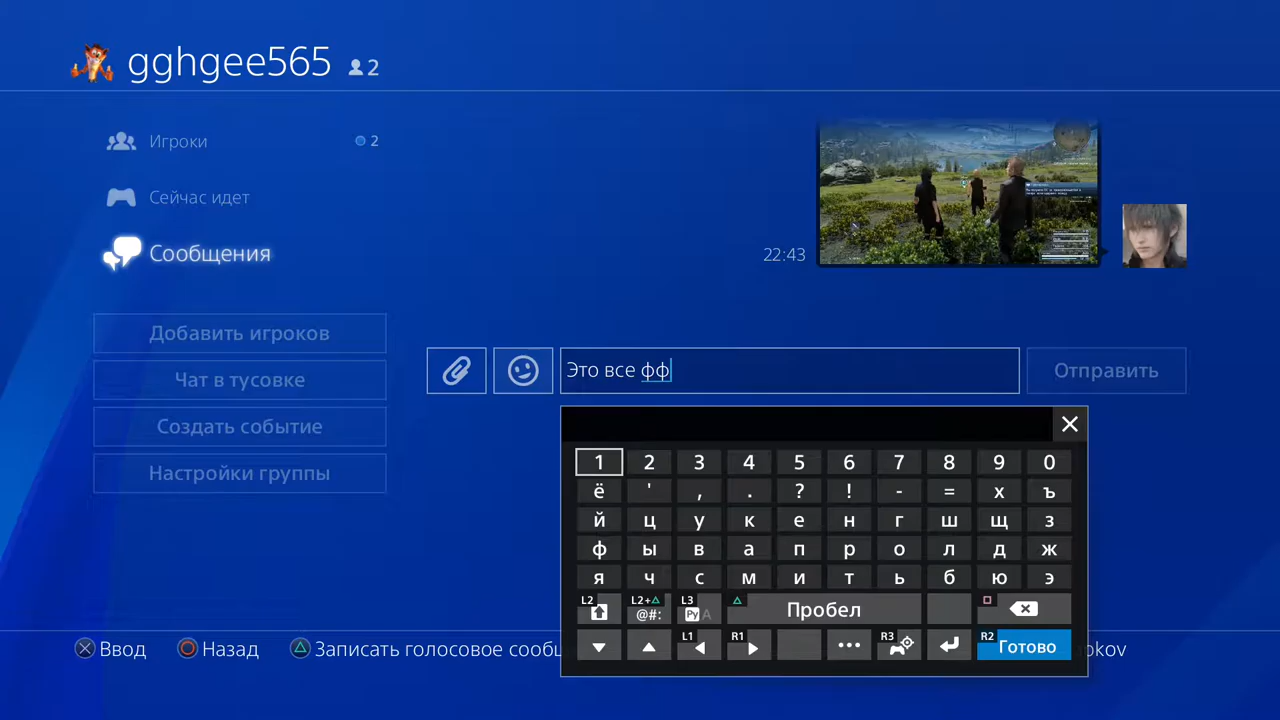 gghgee565 2
Игроки 2
Сейчас идет
Сообщения
22:43
Добавить игроков
Чат в тусовке
Создать событие
Настройки группы
Это все фф
Отправить
1 2 3 4 5 6 7 8 9 0
ё ' , . ? ! - = х ъ
й ц у к е н г ш щ з
ф ы в а п р о л д ж
я ч с м и т ь б ю э
L2 L2+△ @#: L3 РуА Пробел
L1 R1 ... R3 R2 Готово
Ввод Назад Записать голосовое сообщ okov